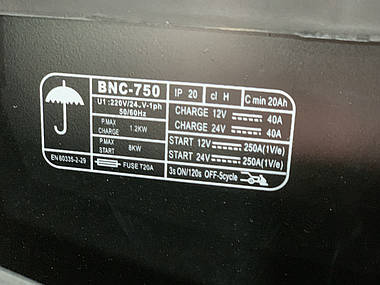 BNC-750 IP 20 cl H C min 20Ah
U1:220V/24.V-1ph
50/60Hz
P.MAX
CHARGE 1.2KW
P.MAX
START 8KW
CHARGE 12V 40A
CHARGE 24V 40A
START 12V 250A(1V/e)
START 24V 250A(1V/e)
EN 60335-2-29 FUSE T20A 3s ON/120s OFF-5cycle